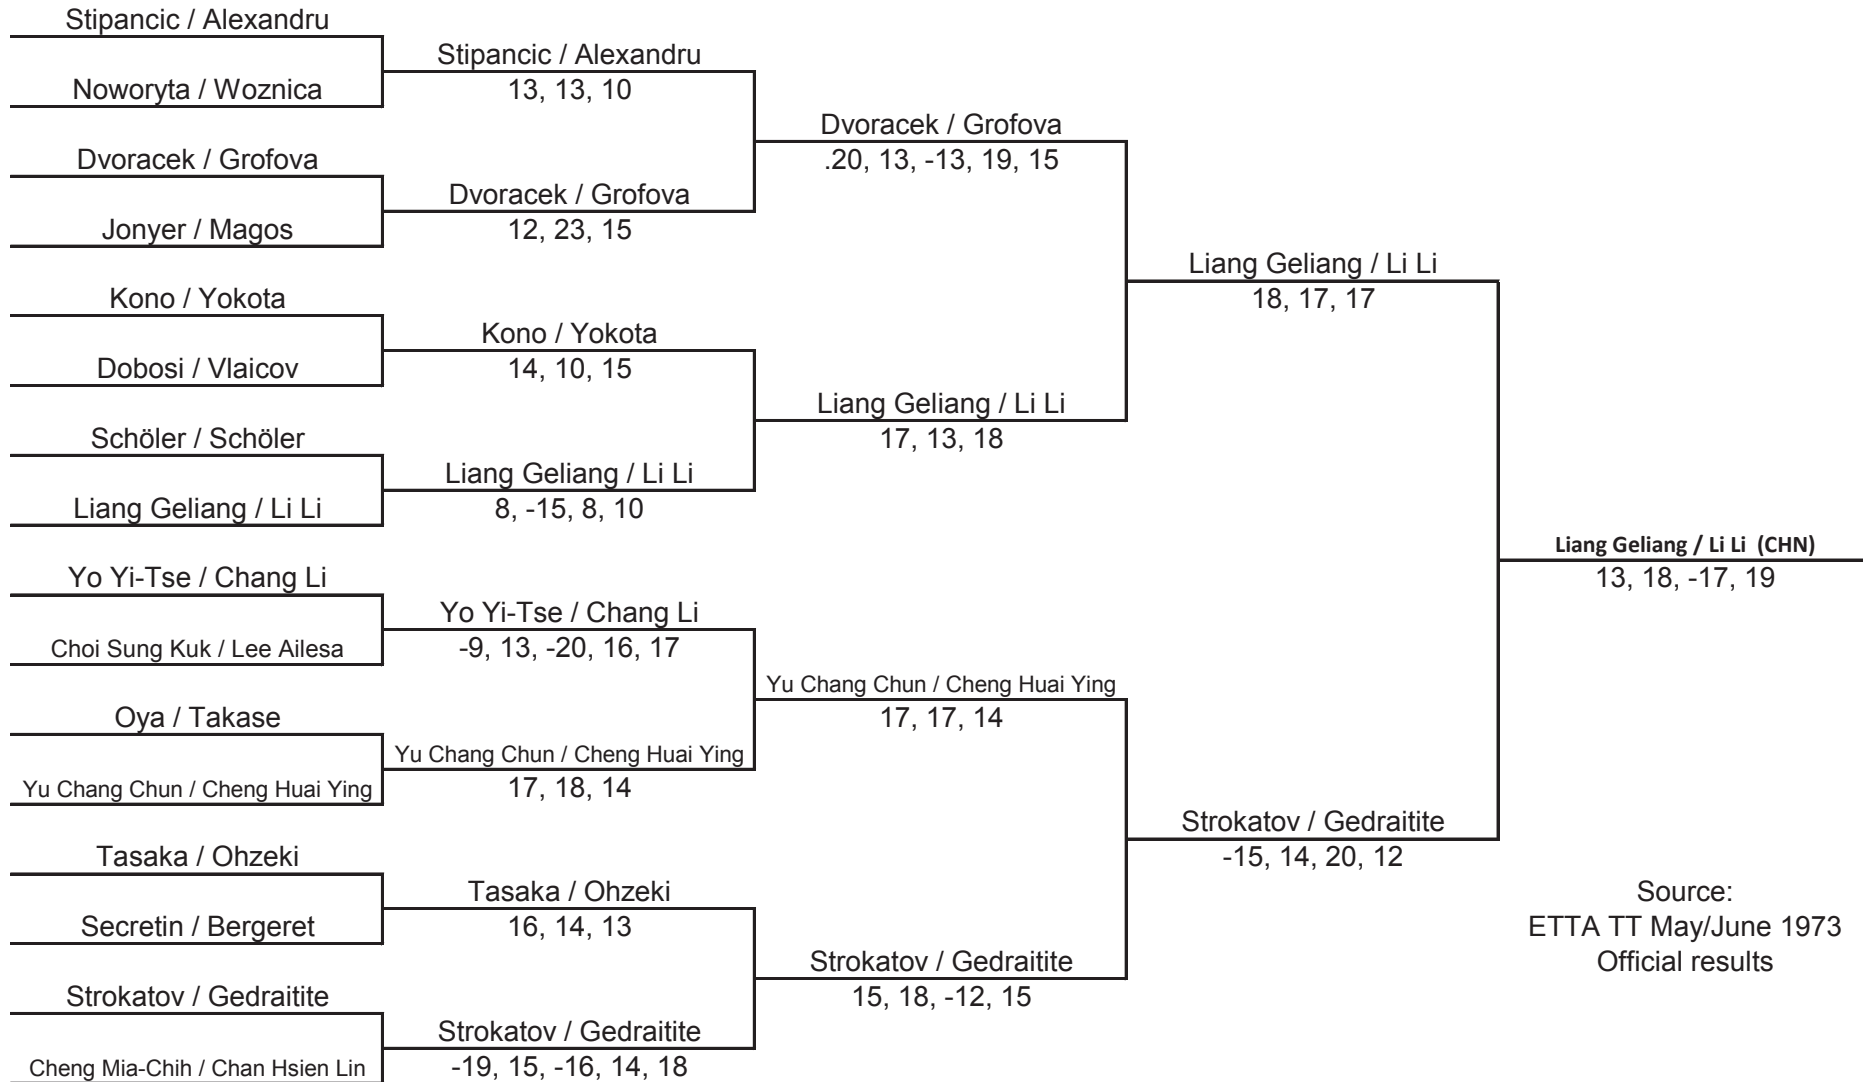 Stipancic / Alexandru
Noworyta / Woznica
Dvoracek / Grofova
Jonyer / Magos
Kono / Yokota
Dobosi / Vlaicov
Schöler / Schöler
Liang Geliang / Li Li
Yo Yi-Tse / Chang Li
Choi Sung Kuk / Lee Ailesa
Oya / Takase
Yu Chang Chun / Cheng Huai Ying
Tasaka / Ohzeki
Secretin / Bergeret
Strokatov / Gedraitite
Cheng Mia-Chih / Chan Hsien Lin
Stipancic / Alexandru
13, 13, 10
Dvoracek / Grofova
12, 23, 15
Kono / Yokota
14, 10, 15
Liang Geliang / Li Li
8, -15, 8, 10
Yo Yi-Tse / Chang Li
-9, 13, -20, 16, 17
Yu Chang Chun / Cheng Huai Ying
17, 18, 14
Tasaka / Ohzeki
16, 14, 13
Strokatov / Gedraitite
-19, 15, -16, 14, 18
Dvoracek / Grofova
.20, 13, -13, 19, 15
Liang Geliang / Li Li
17, 13, 18
Yu Chang Chun / Cheng Huai Ying
17, 17, 14
Strokatov / Gedraitite
15, 18, -12, 15
Liang Geliang / Li Li
18, 17, 17
Strokatov / Gedraitite
-15, 14, 20, 12
Liang Geliang / Li Li (CHN)
13, 18, -17, 19
Source:
ETTA TT May/June 1973
Official results